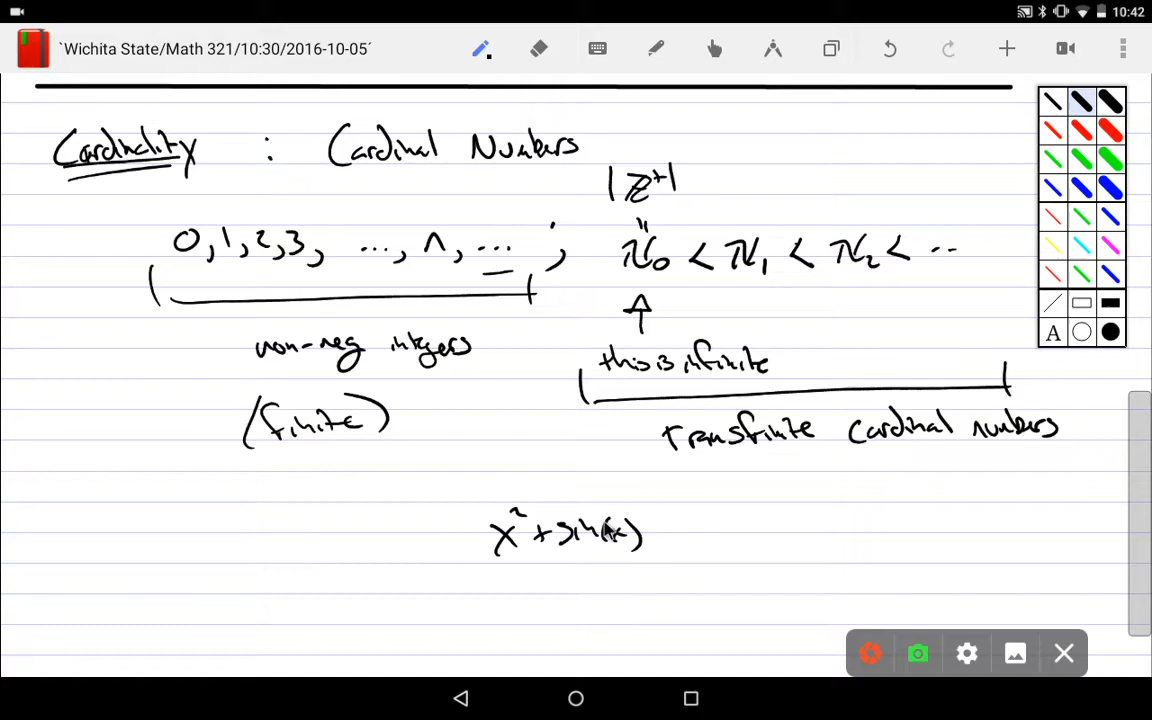 10:42
`Wichita State/Math 321/10:30/2016-10-05´
Cardinality : Cardinal Numbers
|ℤ⁺|
"
0, 1, 2, 3, ..., n, ... ; ℵ₀ < ℵ₁ < ℵ₂ < ...
non-neg integers
this is infinite
(finite)
transfinite cardinal numbers
x² + sin(x)
A